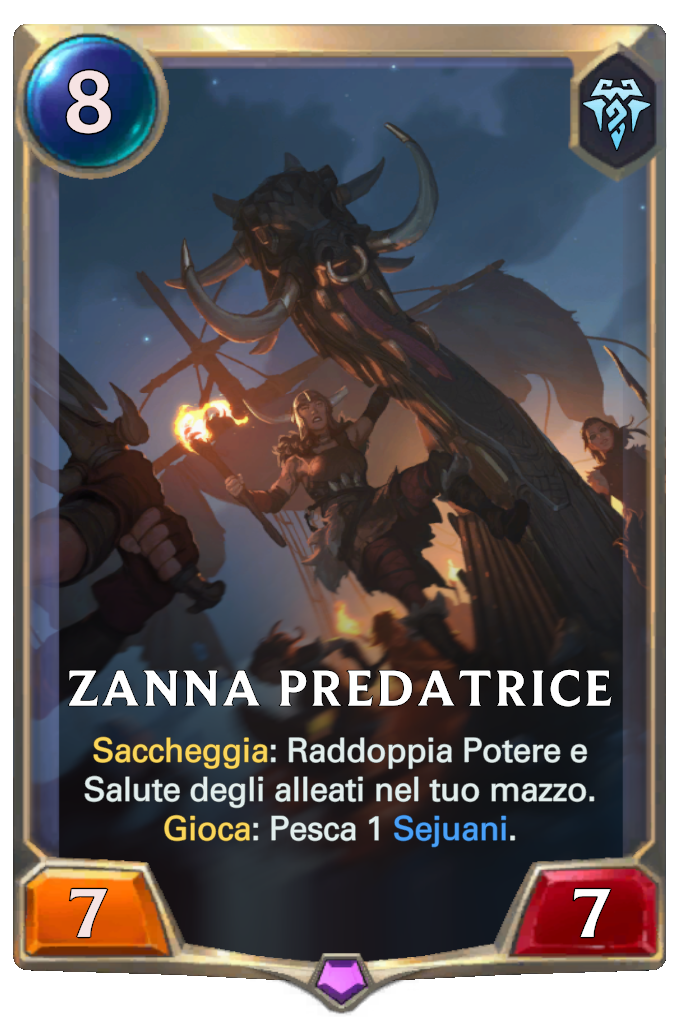 8
ZANNA PREDATRICE
Saccheggia: Raddoppia Potere e
Salute degli alleati nel tuo mazzo.
Gioca: Pesca 1 Sejuani.
7 7